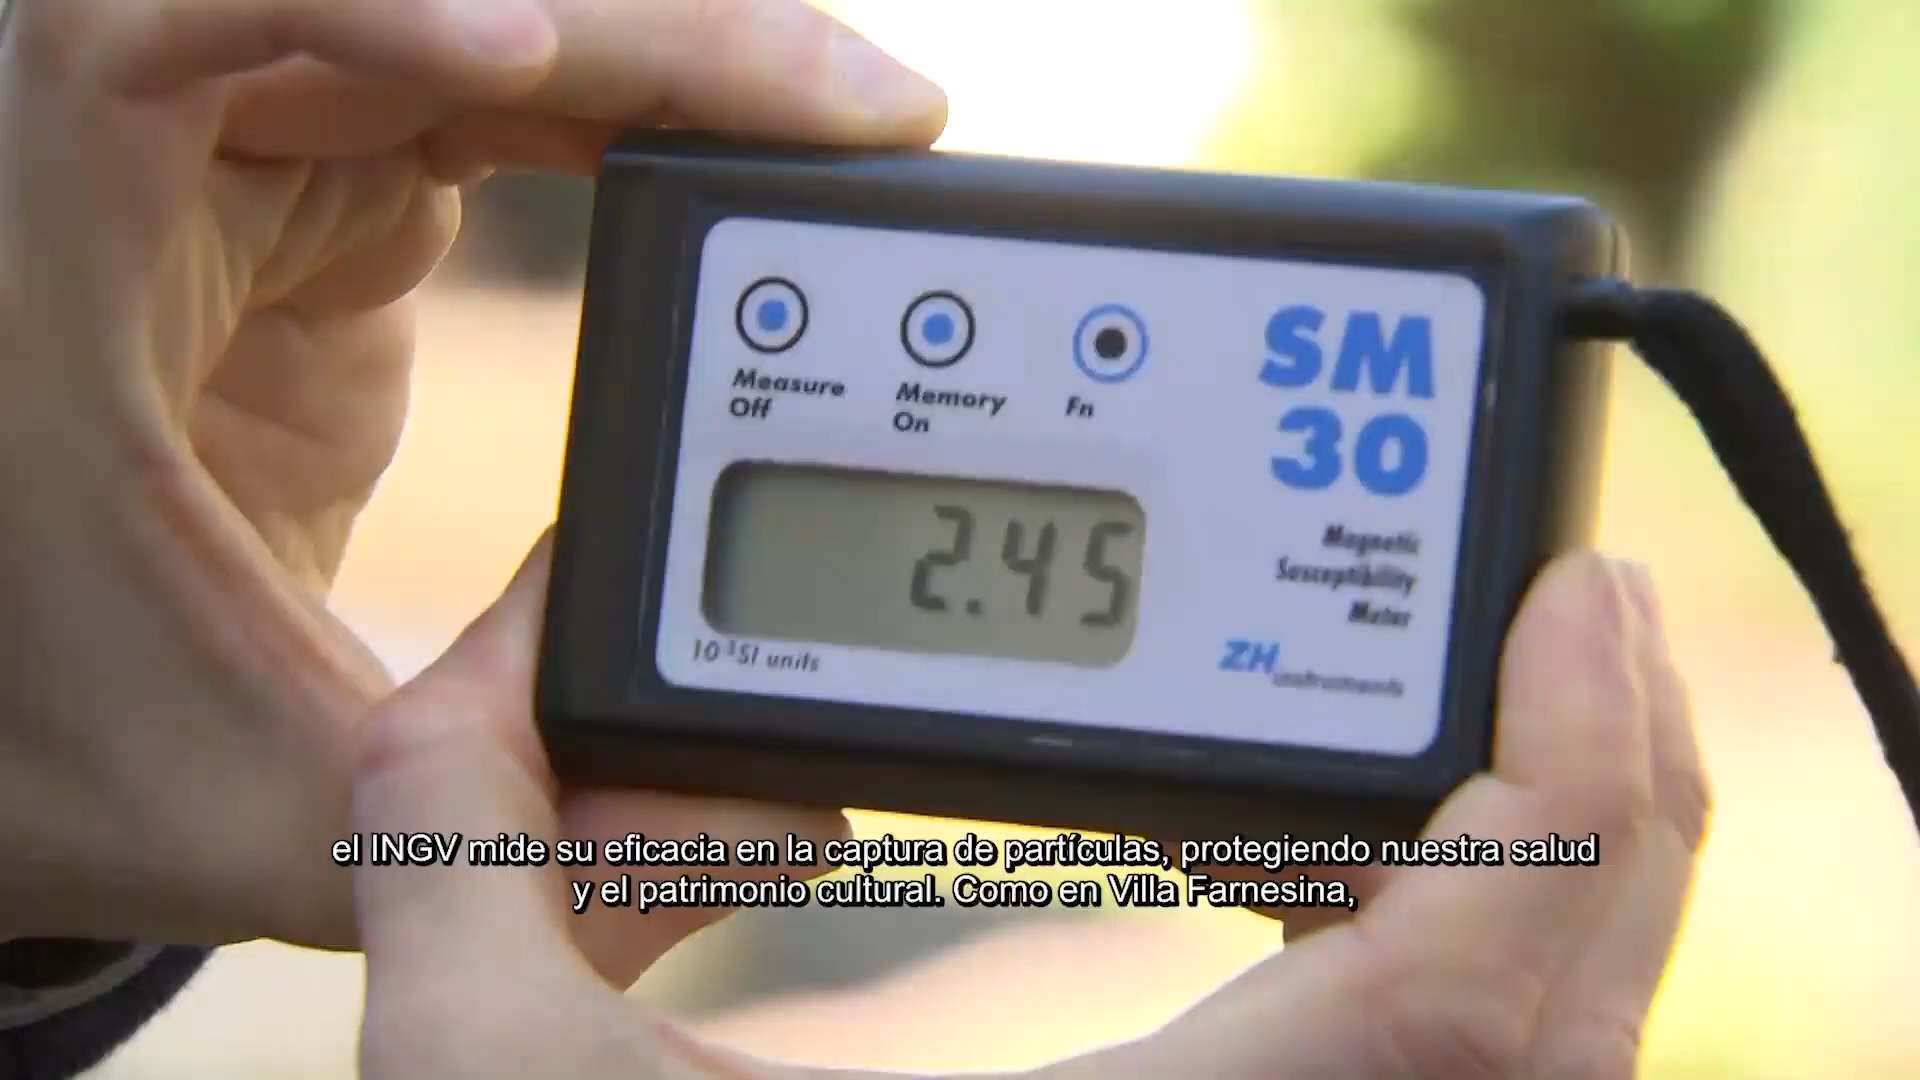 Measure
Off
Memory
On
Fn
SM
30
Magnetic
Susceptibility
Meter
2.45
10⁻³SI units
ZH
instruments
el INGV mide su eficacia en la captura de partículas, protegiendo nuestra salud
y el patrimonio cultural. Como en Villa Farnesina,